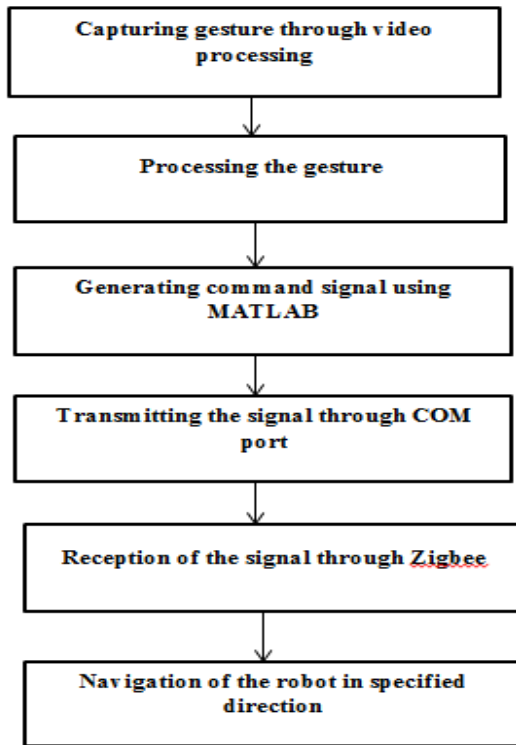 Capturing gesture through video
processing
Processing the gesture
Generating command signal using
MATLAB
Transmitting the signal through COM
port
Reception of the signal through Zigbee
Navigation of the robot in specified
direction